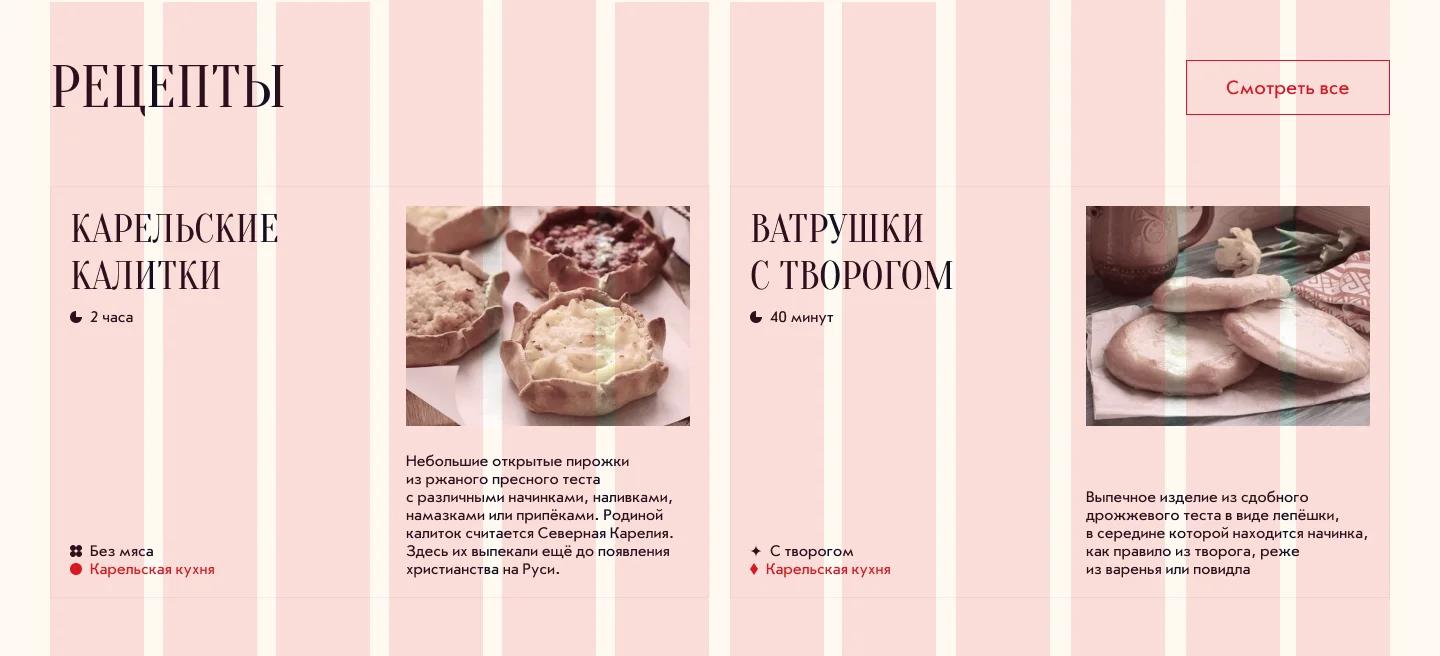 РЕЦЕПТЫ
Смотреть все
КАРЕЛЬСКИЕ
КАЛИТКИ
2 часа
Без мяса
Карельская кухня
Небольшие открытые пирожки
из ржаного пресного теста
с различными начинками, наливками,
намазками или припёками. Родиной
калиток считается Северная Карелия.
Здесь их выпекали ещё до появления
христианства на Руси.
ВАТРУШКИ
С ТВОРОГОМ
40 минут
С творогом
Карельская кухня
Выпечное изделие из сдобного
дрожжевого теста в виде лепёшки,
в середине которой находится начинка,
как правило из творога, реже
из варенья или повидла